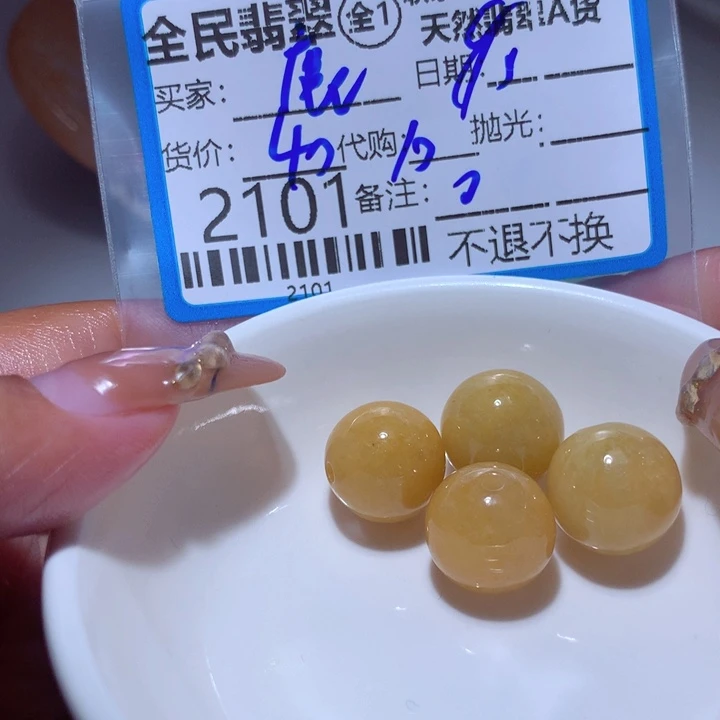 全民翡翠 全1 天然翡翠A货
买家: 日期:
货价: 代购: 10 抛光:
2101 备注:
不退不换
2101